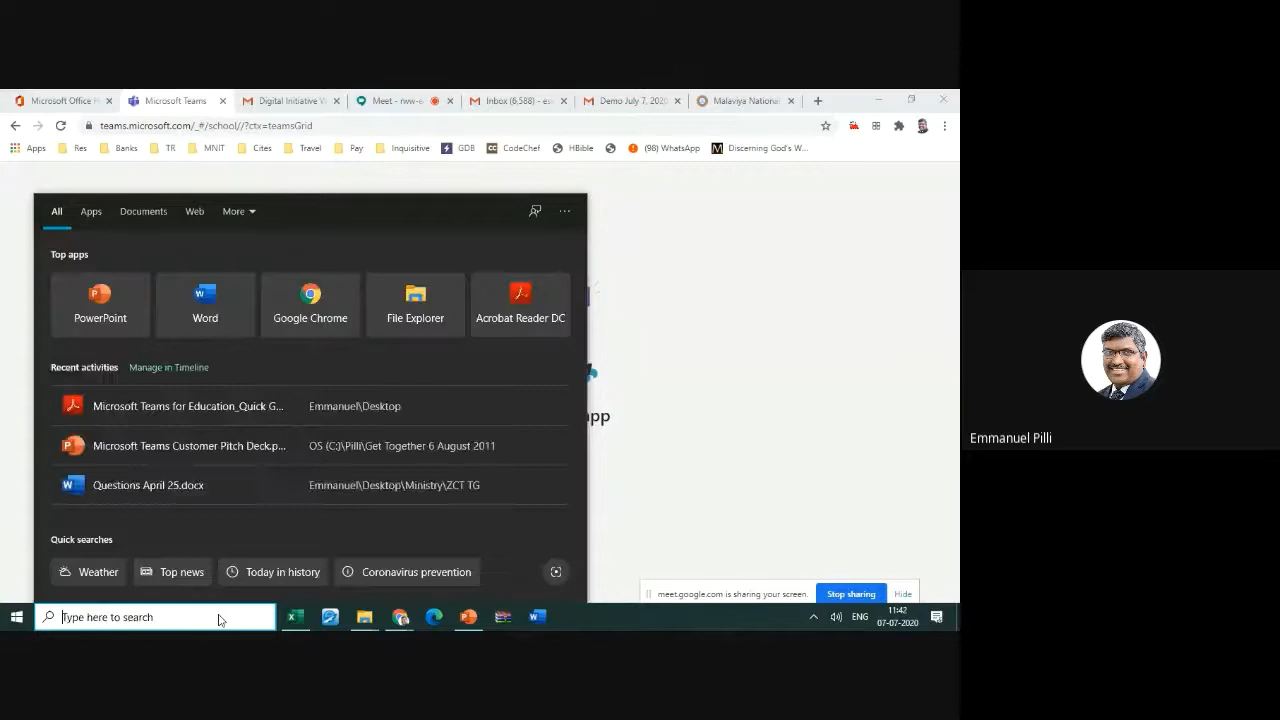 Microsoft Office H
Microsoft Teams
Digital Initiative Vi
Meet - rww-e
Inbox (6,588) - es
Demo July 7, 2020
Malaviya National
teams.microsoft.com/_#/school//?ctx=teamsGrid
Apps
Res
Banks
TR
MNIT
Cites
Travel
Pay
Inquisitive
GDB
CodeChef
HBible
(98) WhatsApp
Discerning God's W...
All
Apps
Documents
Web
More
Top apps
PowerPoint
Word
Google Chrome
File Explorer
Acrobat Reader DC
Recent activities
Manage in Timeline
Microsoft Teams for Education_Quick G...
Emmanuel\Desktop
Microsoft Teams Customer Pitch Deck.p...
OS (C:)\Pilli\Get Together 6 August 2011
Questions April 25.docx
Emmanuel\Desktop\Ministry\ZCT TG
app
Quick searches
Weather
Top news
Today in history
Coronavirus prevention
meet.google.com is sharing your screen.
Stop sharing
Hide
Type here to search
ENG
11:42
07-07-2020
Emmanuel Pilli